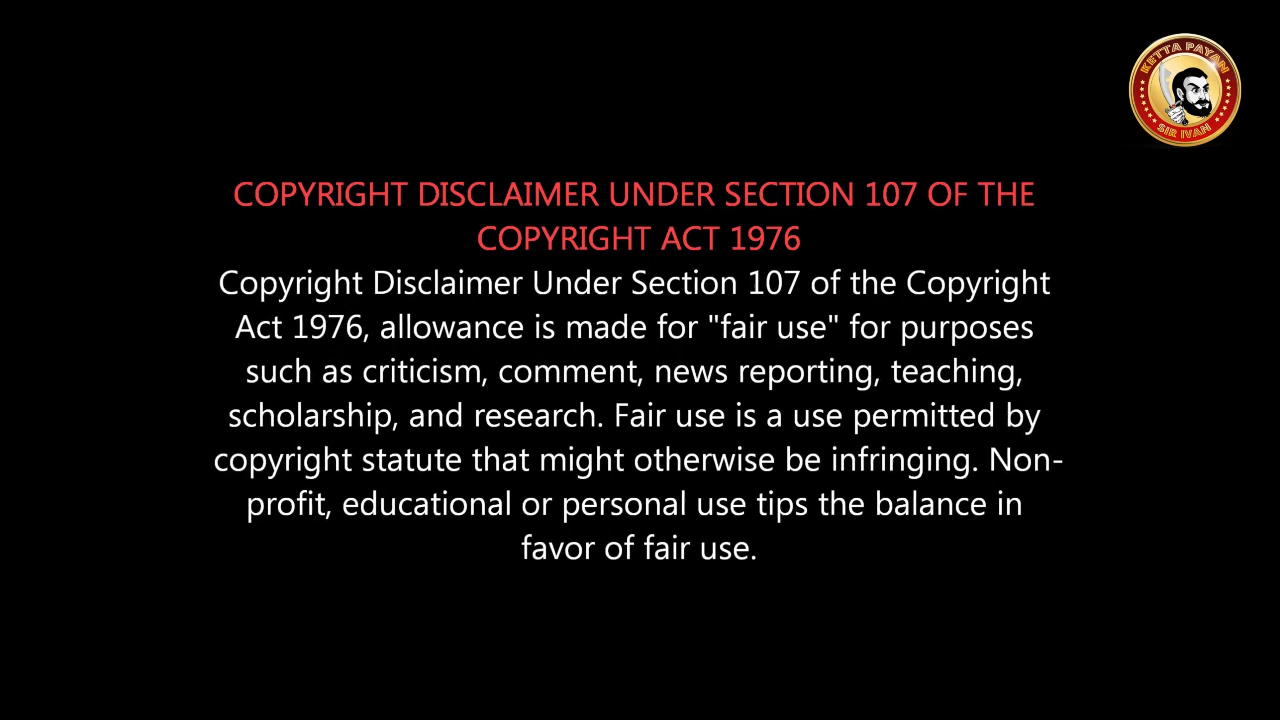 KETTA PAYAN
SIR IVAN
COPYRIGHT DISCLAIMER UNDER SECTION 107 OF THE
COPYRIGHT ACT 1976
Copyright Disclaimer Under Section 107 of the Copyright
Act 1976, allowance is made for "fair use" for purposes
such as criticism, comment, news reporting, teaching,
scholarship, and research. Fair use is a use permitted by
copyright statute that might otherwise be infringing. Non-
profit, educational or personal use tips the balance in
favor of fair use.